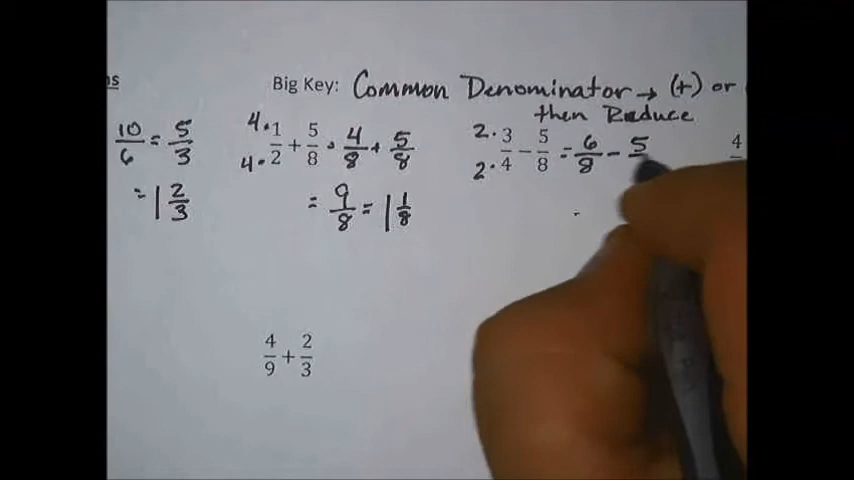 ns Big Key: Common Denominator → (+) or
then Reduce
10/6 = 5/3
= 1 2/3
4· 1/2 + 5/8 = 4/8 + 5/8
4·
= 9/8 = 1 1/8
2· 3/4 - 5/8 = 6/8 - 5
2·
4
4/9 + 2/3